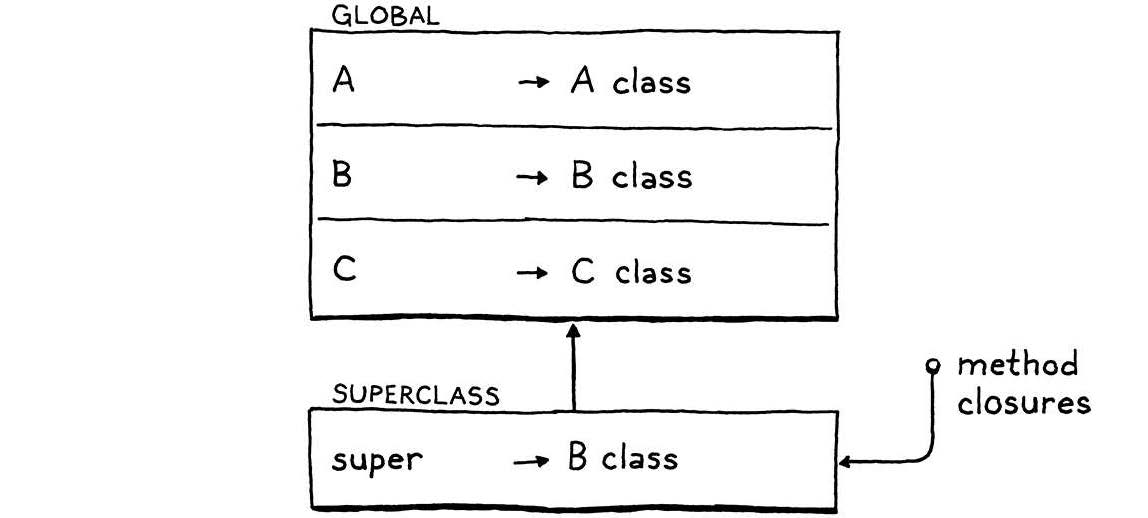 GLOBAL
A → A class
B → B class
C → C class
method
closures
SUPERCLASS
super → B class